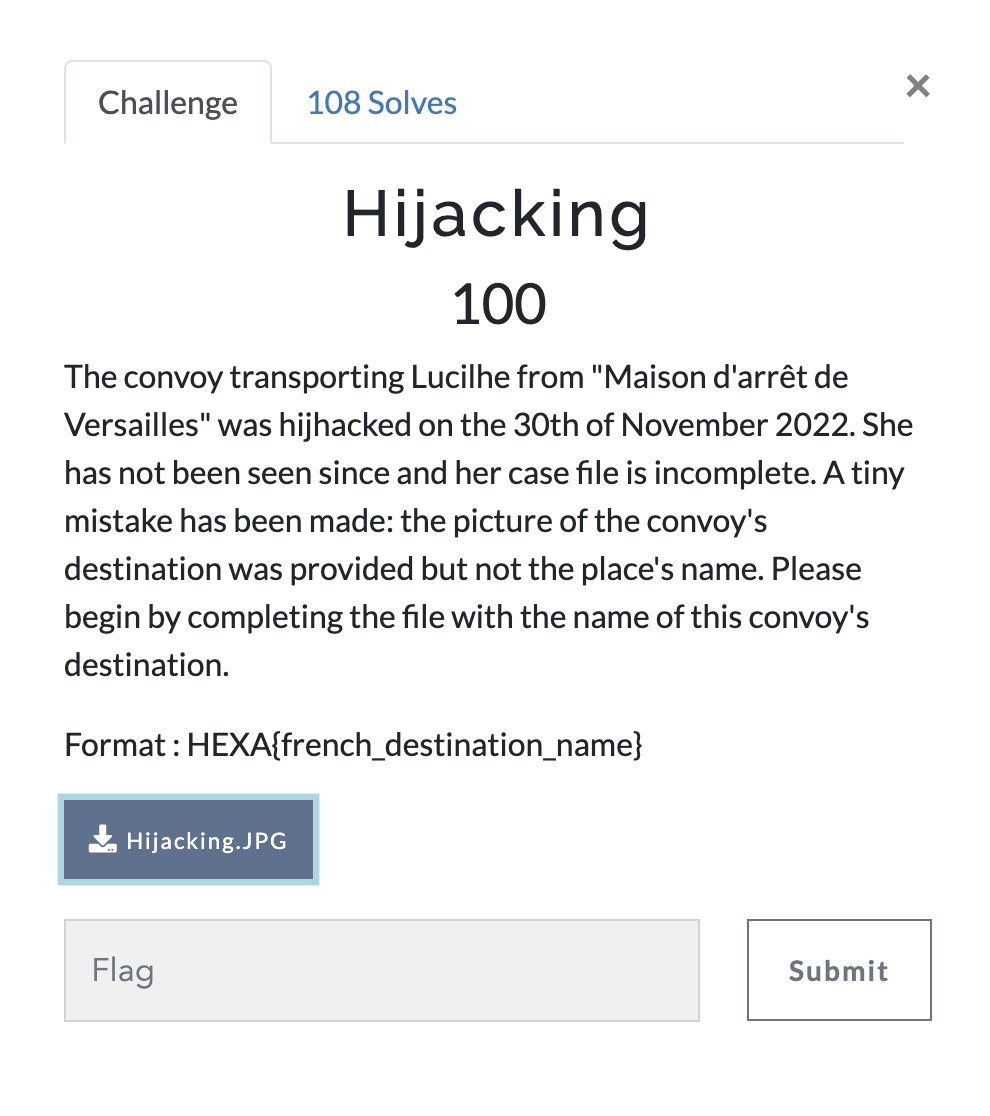 Challenge
108 Solves
×
Hijacking
100
The convoy transporting Lucilhe from "Maison d'arrêt de
Versailles" was hijhacked on the 30th of November 2022. She
has not been seen since and her case file is incomplete. A tiny
mistake has been made: the picture of the convoy's
destination was provided but not the place's name. Please
begin by completing the file with the name of this convoy's
destination.
Format : HEXA{french_destination_name}
Hijacking.JPG
Flag
Submit